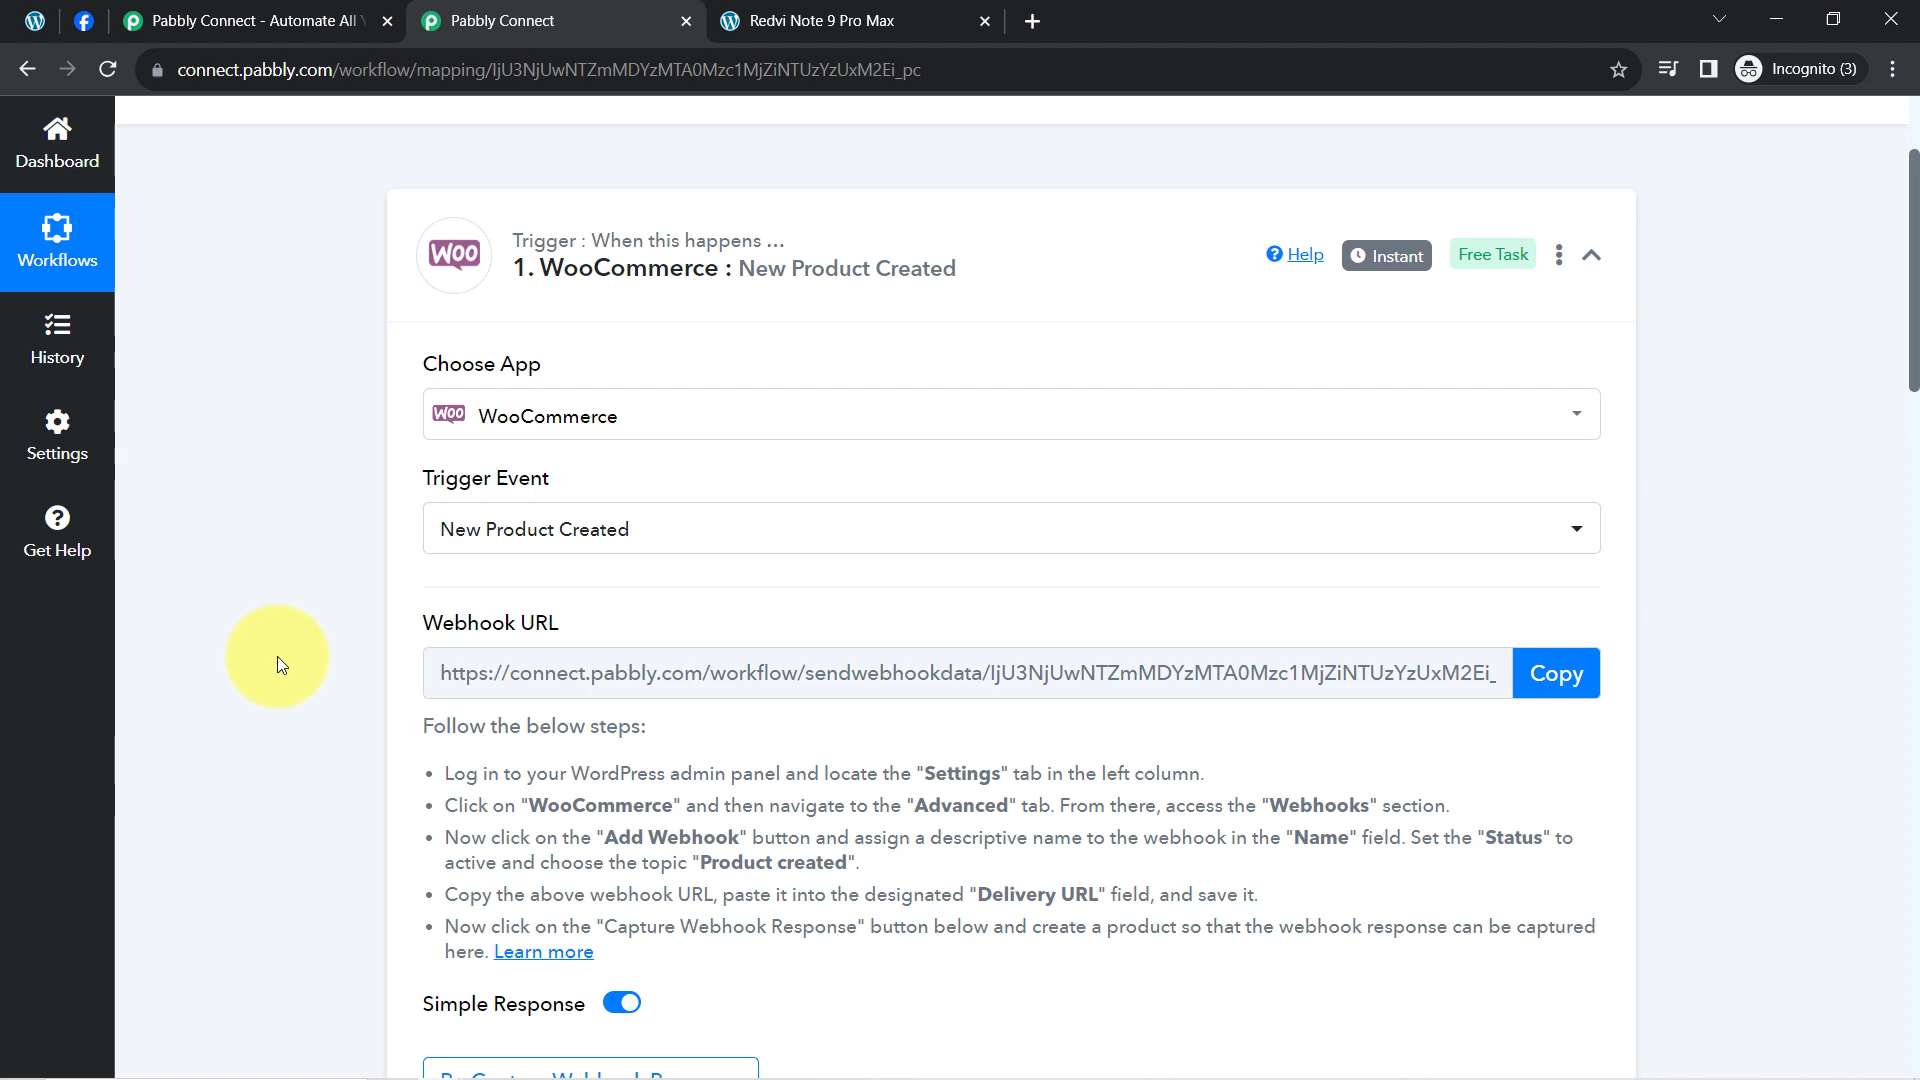 Pabbly Connect - Automate All
Pabbly Connect
Redvi Note 9 Pro Max
connect.pabbly.com/workflow/mapping/IjU3NjUwNTZmMDYzMTA0Mzc1MjZiNTUzYzUxM2Ei_pc
Incognito (3)
Dashboard
Workflows
History
Settings
Get Help
WOO
Trigger : When this happens ...
1. WooCommerce : New Product Created
Help
Instant
Free Task
Choose App
WOO WooCommerce
Trigger Event
New Product Created
Webhook URL
https://connect.pabbly.com/workflow/sendwebhookdata/IjU3NjUwNTZmMDYzMTA0Mzc1MjZiNTUzYzUxM2Ei_
Copy
Follow the below steps:
• Log in to your WordPress admin panel and locate the "Settings" tab in the left column.
• Click on "WooCommerce" and then navigate to the "Advanced" tab. From there, access the "Webhooks" section.
• Now click on the "Add Webhook" button and assign a descriptive name to the webhook in the "Name" field. Set the "Status" to
active and choose the topic "Product created".
• Copy the above webhook URL, paste it into the designated "Delivery URL" field, and save it.
• Now click on the "Capture Webhook Response" button below and create a product so that the webhook response can be captured
here. Learn more
Simple Response